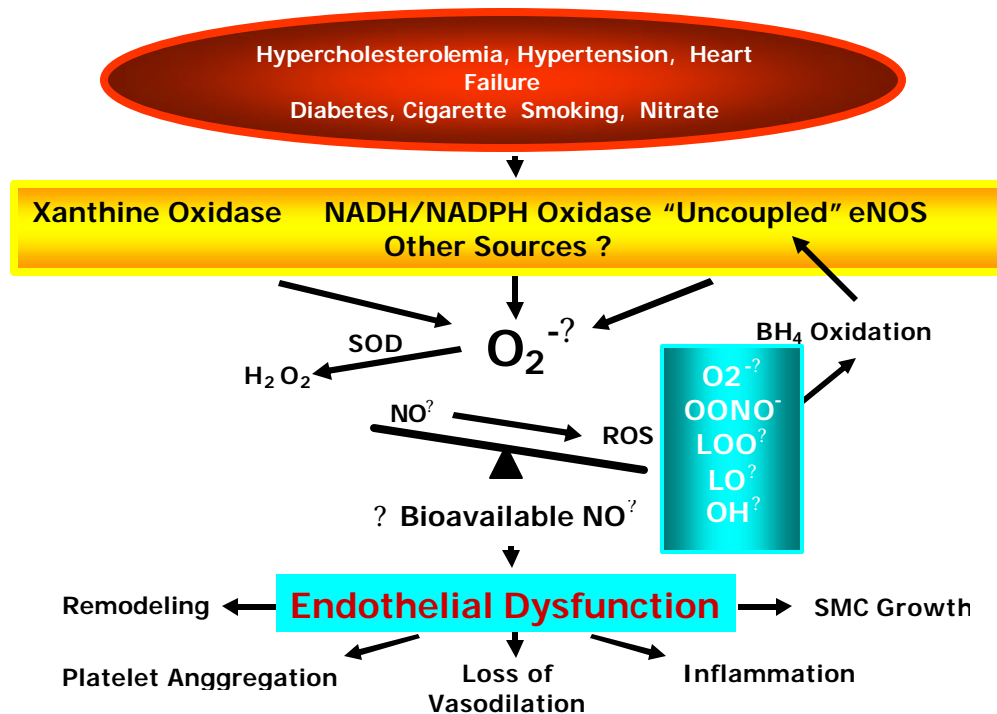 Hypercholesterolemia, Hypertension, Heart
Failure
Diabetes, Cigarette Smoking, Nitrate
Xanthine Oxidase NADH/NADPH Oxidase “Uncoupled” eNOS
Other Sources ?
O₂⁻?
SOD
H₂ O₂
BH₄ Oxidation
O2⁻?
OONO⁻
LOO?
LO?
OH?
NO?
ROS
? Bioavailable NO?
Remodeling
Endothelial Dysfunction
SMC Growth
Platelet Anggregation
Loss of
Vasodilation
Inflammation